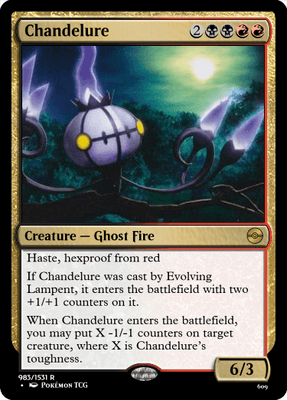 Chandelure 2
Creature — Ghost Fire
Haste, hexproof from red
If Chandelure was cast by Evolving
Lampent, it enters the battlefield with two
+1/+1 counters on it.
When Chandelure enters the battlefield,
you may put X -1/-1 counters on target
creature, where X is Chandelure's
toughness.
6/3
983/1531 R
• Pokémon TCG
609